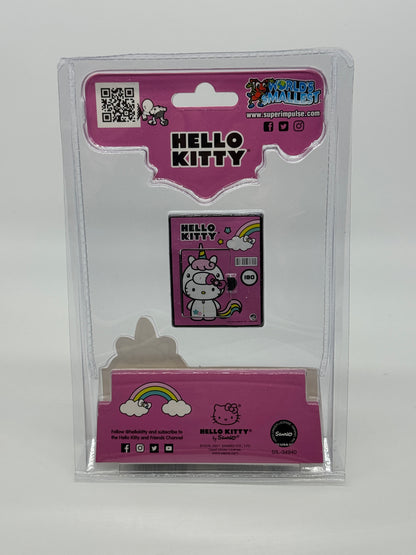 WORLD'S
SMALLEST
www.superimpulse.com
HELLO
KITTY
HELLO
KITTY
Follow @hellokitty and subscribe to
the Hello Kitty and Friends Channel
HELLO KITTY
by SANRIO
SANRIO